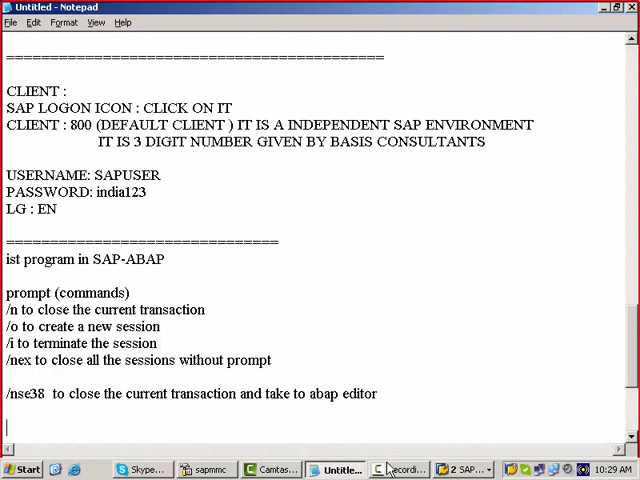 Untitled - Notepad
File Edit Format View Help
===========================================
CLIENT :
SAP LOGON ICON : CLICK ON IT
CLIENT : 800 (DEFAULT CLIENT ) IT IS A INDEPENDENT SAP ENVIRONMENT
IT IS 3 DIGIT NUMBER GIVEN BY BASIS CONSULTANTS
USERNAME: SAPUSER
PASSWORD: india123
LG : EN
===============================
ist program in SAP-ABAP
prompt (commands)
/n to close the current transaction
/o to create a new session
/i to terminate the session
/nex to close all the sessions without prompt
/nse38  to close the current transaction and take to abap editor
Start Skype... sapmmc Camtas... Untitle... Recordi... 2 SAP... 10:29 AM